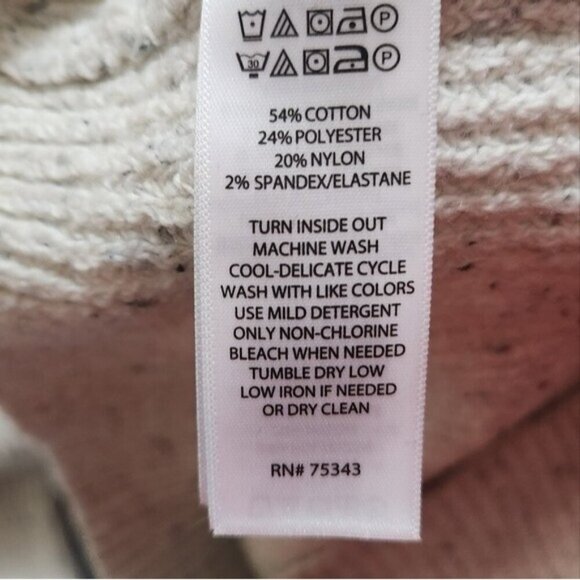 P
30 P
54% COTTON
24% POLYESTER
20% NYLON
2% SPANDEX/ELASTANE
TURN INSIDE OUT
MACHINE WASH
COOL-DELICATE CYCLE
WASH WITH LIKE COLORS
USE MILD DETERGENT
ONLY NON-CHLORINE
BLEACH WHEN NEEDED
TUMBLE DRY LOW
LOW IRON IF NEEDED
OR DRY CLEAN
RN# 75343